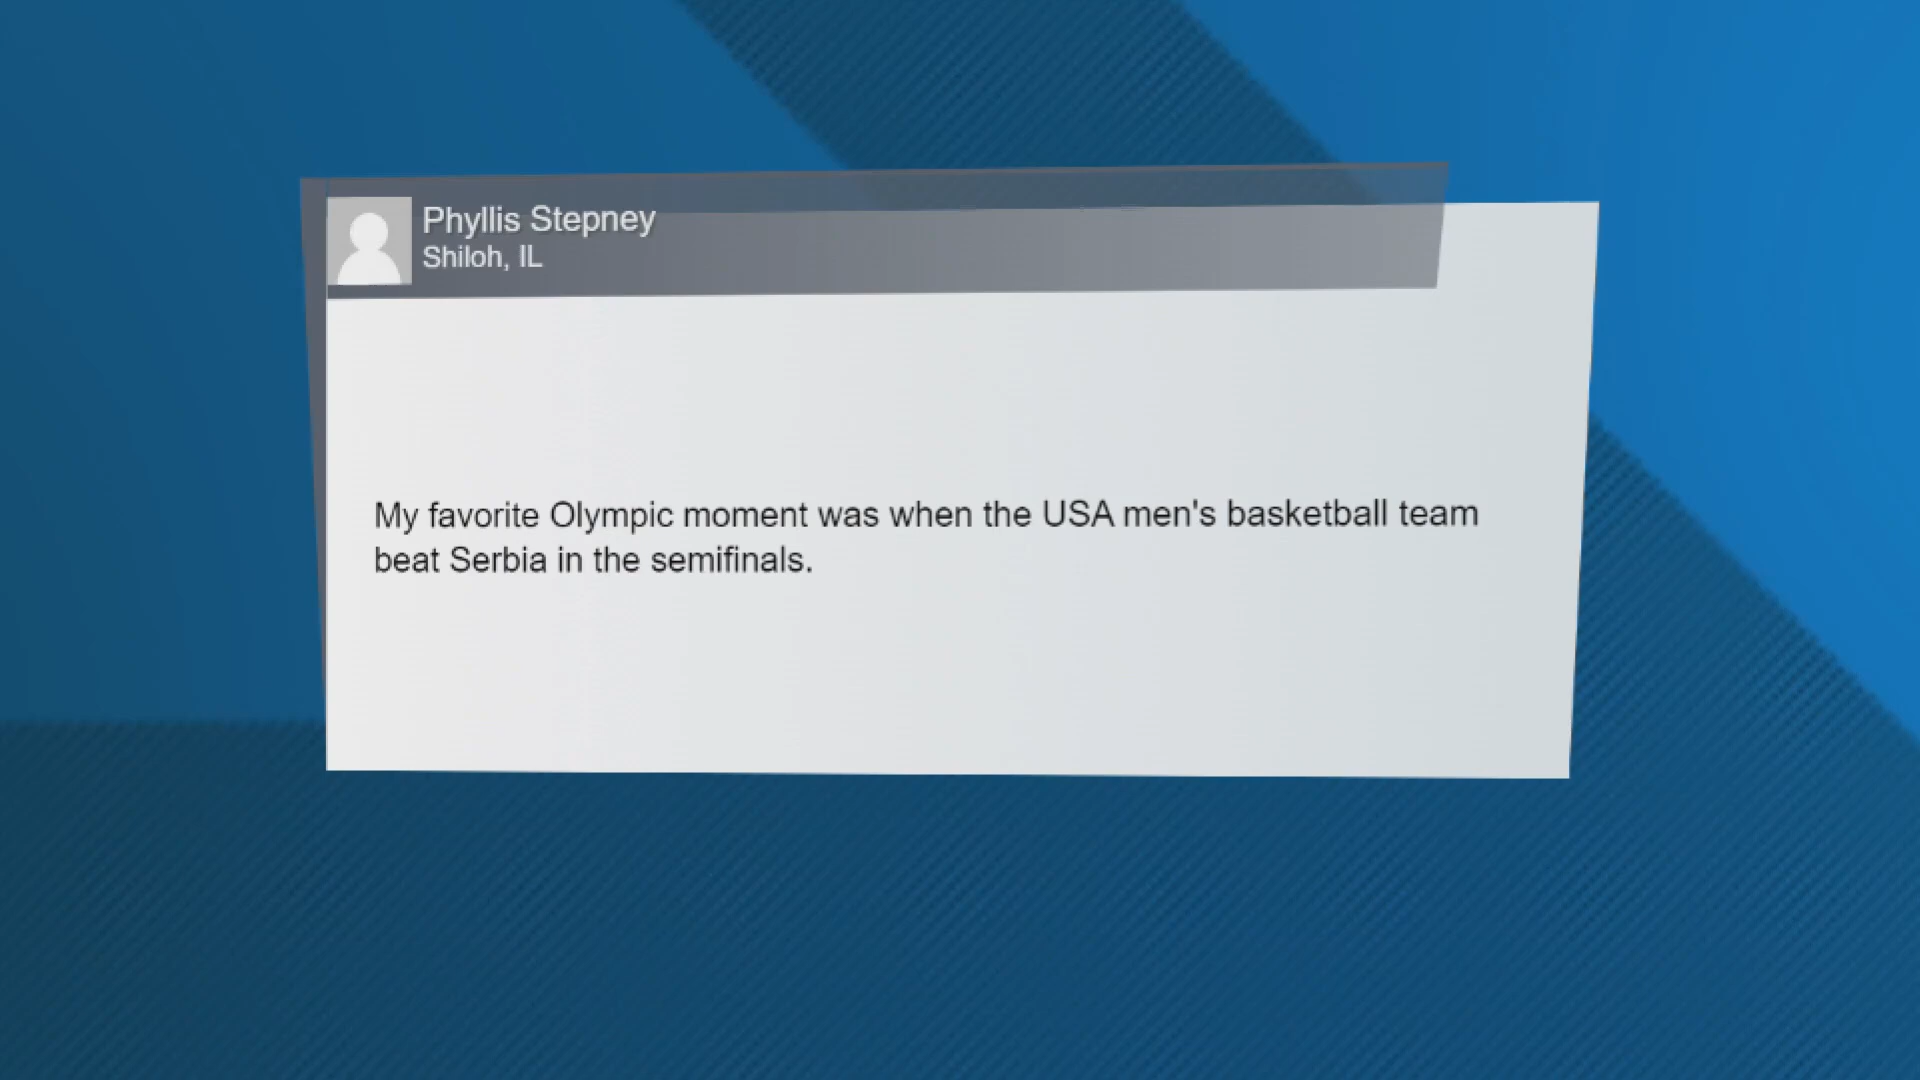 Phyllis Stepney
Shiloh, IL
My favorite Olympic moment was when the USA men's basketball team
beat Serbia in the semifinals.